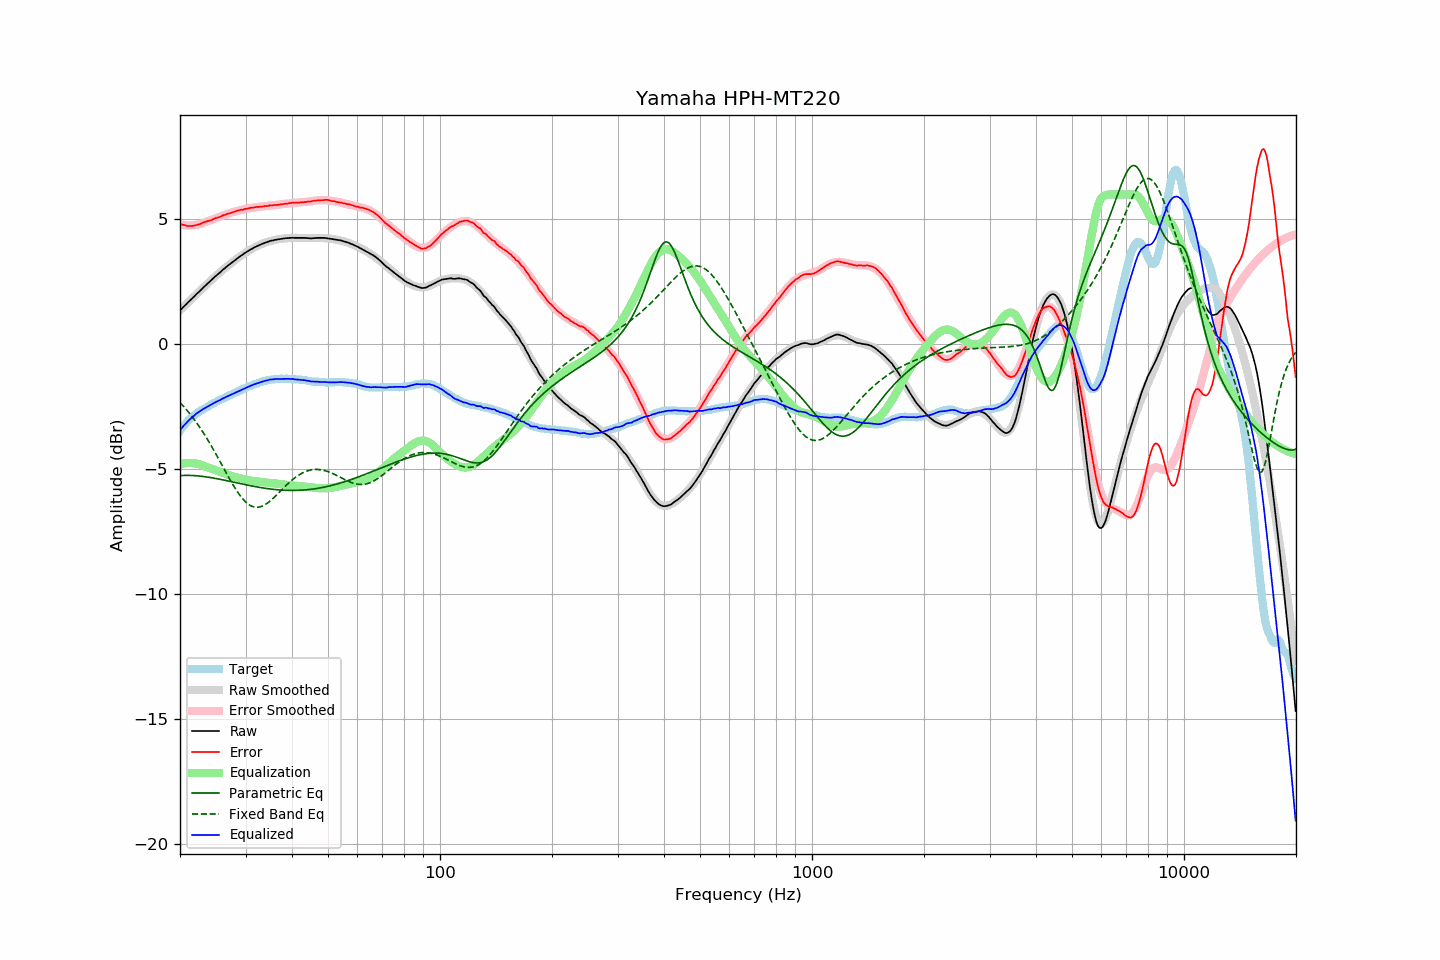 Yamaha HPH-MT220
5
0
−5
−10
−15
−20
Amplitude (dBr)
Target
Raw Smoothed
Error Smoothed
Raw
Error
Equalization
Parametric Eq
Fixed Band Eq
Equalized
100
1000
10000
Frequency (Hz)